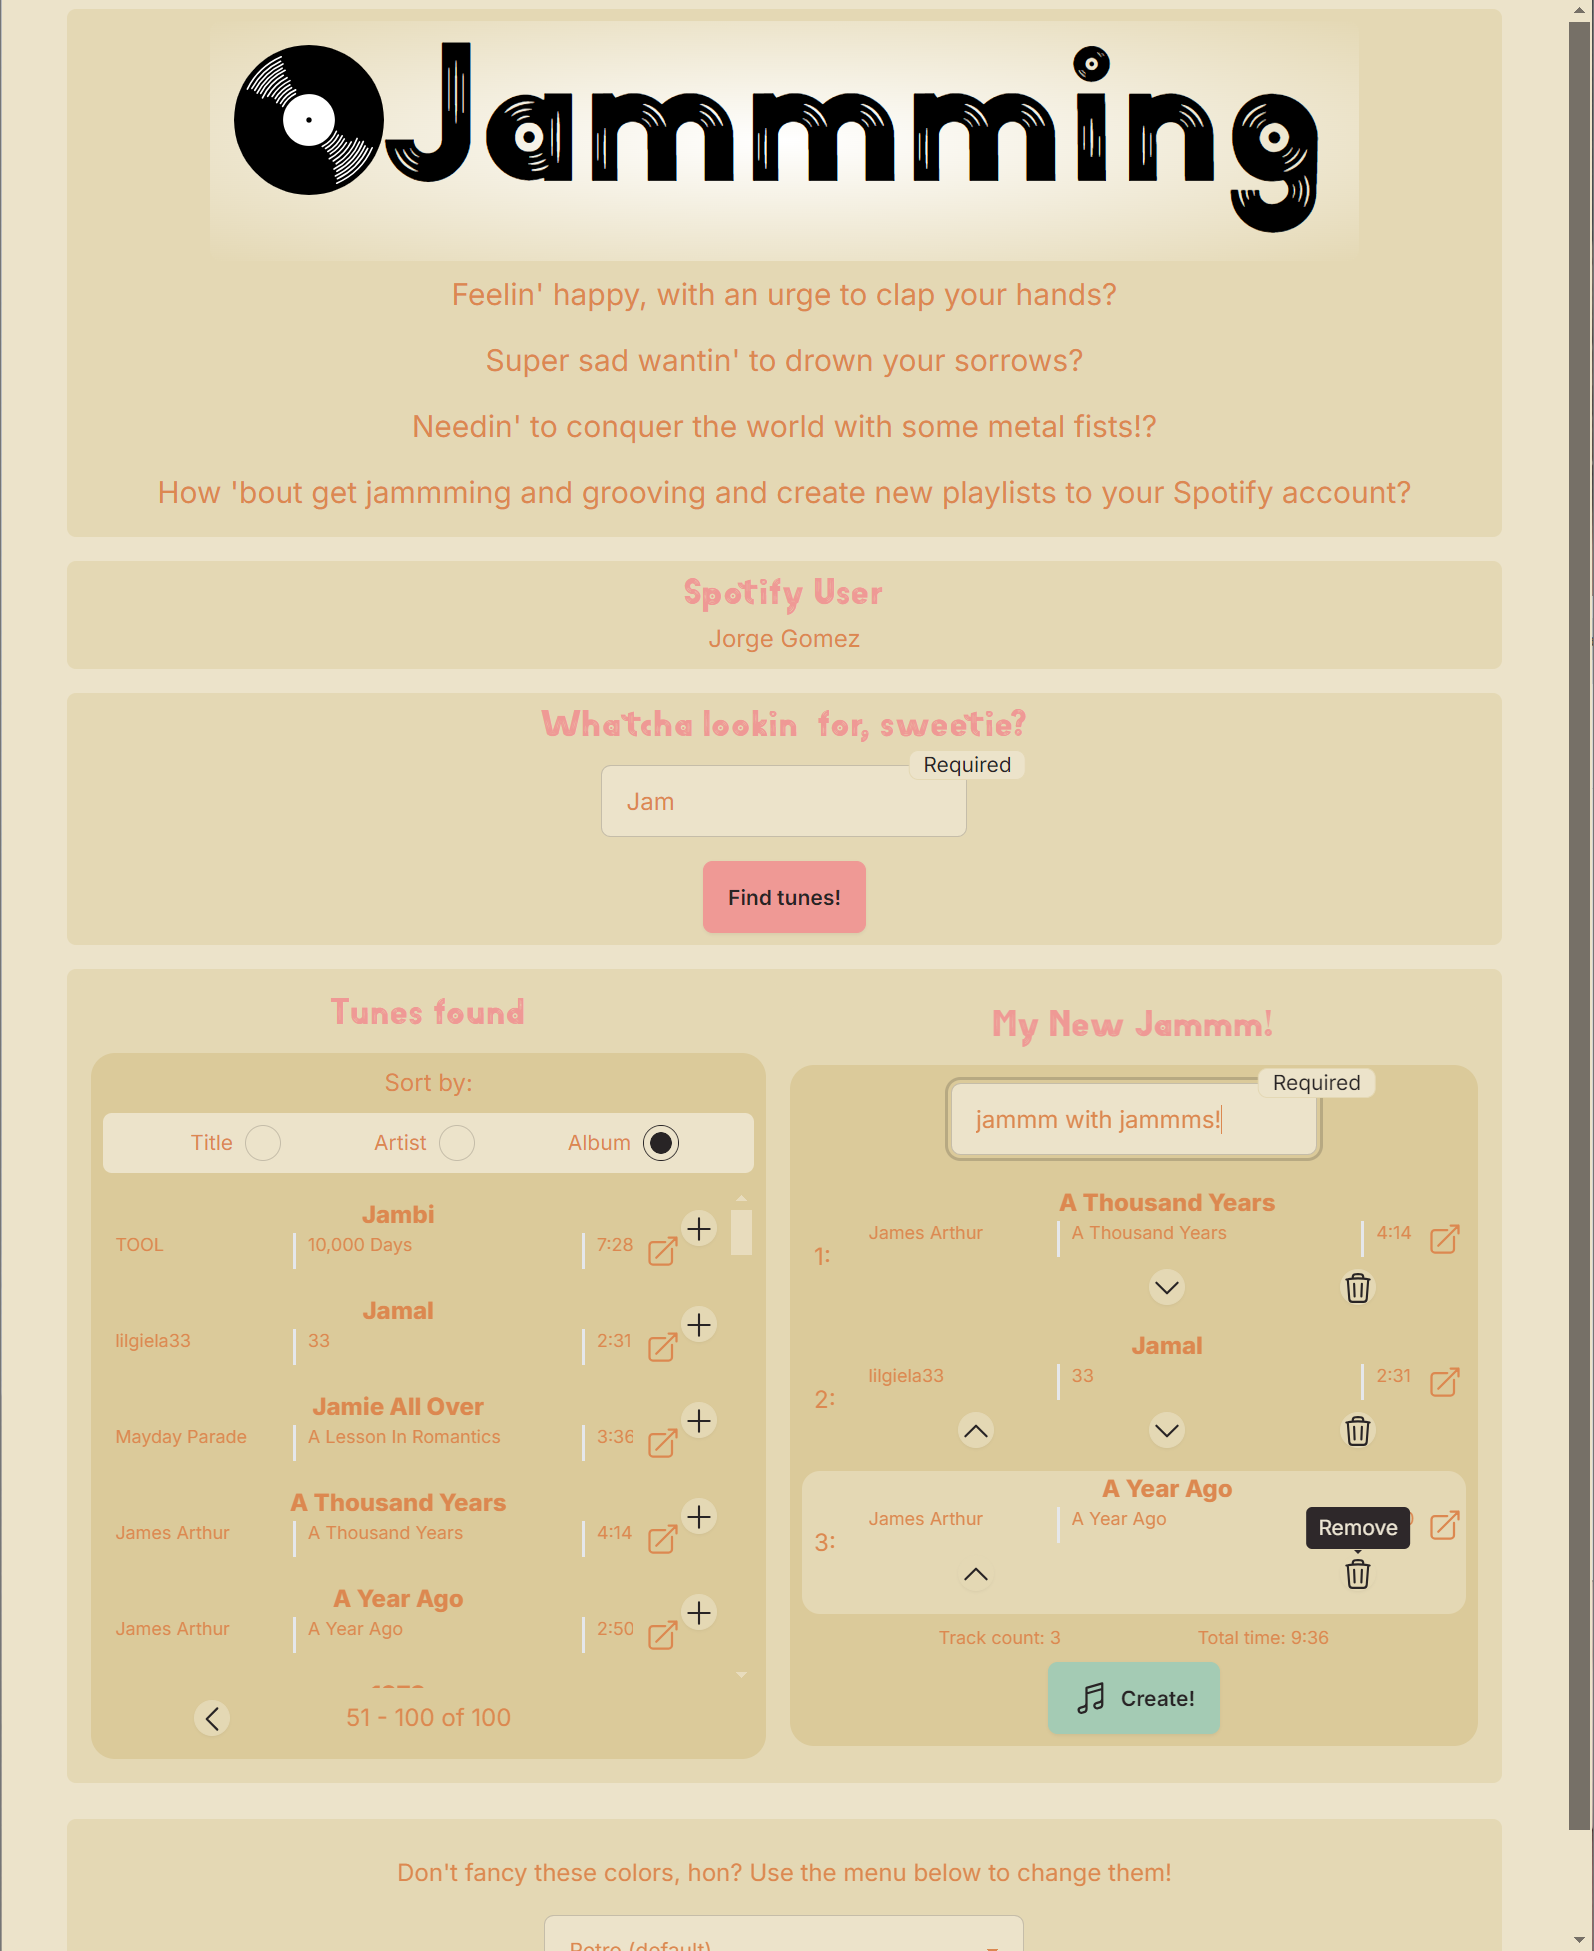 Jammming
Feelin' happy, with an urge to clap your hands?
Super sad wantin' to drown your sorrows?
Needin' to conquer the world with some metal fists!?
How 'bout get jammming and grooving and create new playlists to your Spotify account?
Spotify User
Jorge Gomez
Whatcha lookin for, sweetie?
Required
Jam
Find tunes!
Tunes found
Sort by:
Title Artist Album
Jambi
TOOL 10,000 Days 7:28
Jamal
lilgiela33 33 2:31
Jamie All Over
Mayday Parade A Lesson In Romantics 3:36
A Thousand Years
James Arthur A Thousand Years 4:14
A Year Ago
James Arthur A Year Ago 2:50
51 - 100 of 100
My New Jammm!
Required
jammm with jammms!
A Thousand Years
1: James Arthur A Thousand Years 4:14
Jamal
2: lilgiela33 33 2:31
A Year Ago
3: James Arthur A Year Ago
Remove
Track count: 3 Total time: 9:36
Create!
Don't fancy these colors, hon? Use the menu below to change them!
Retro (default)